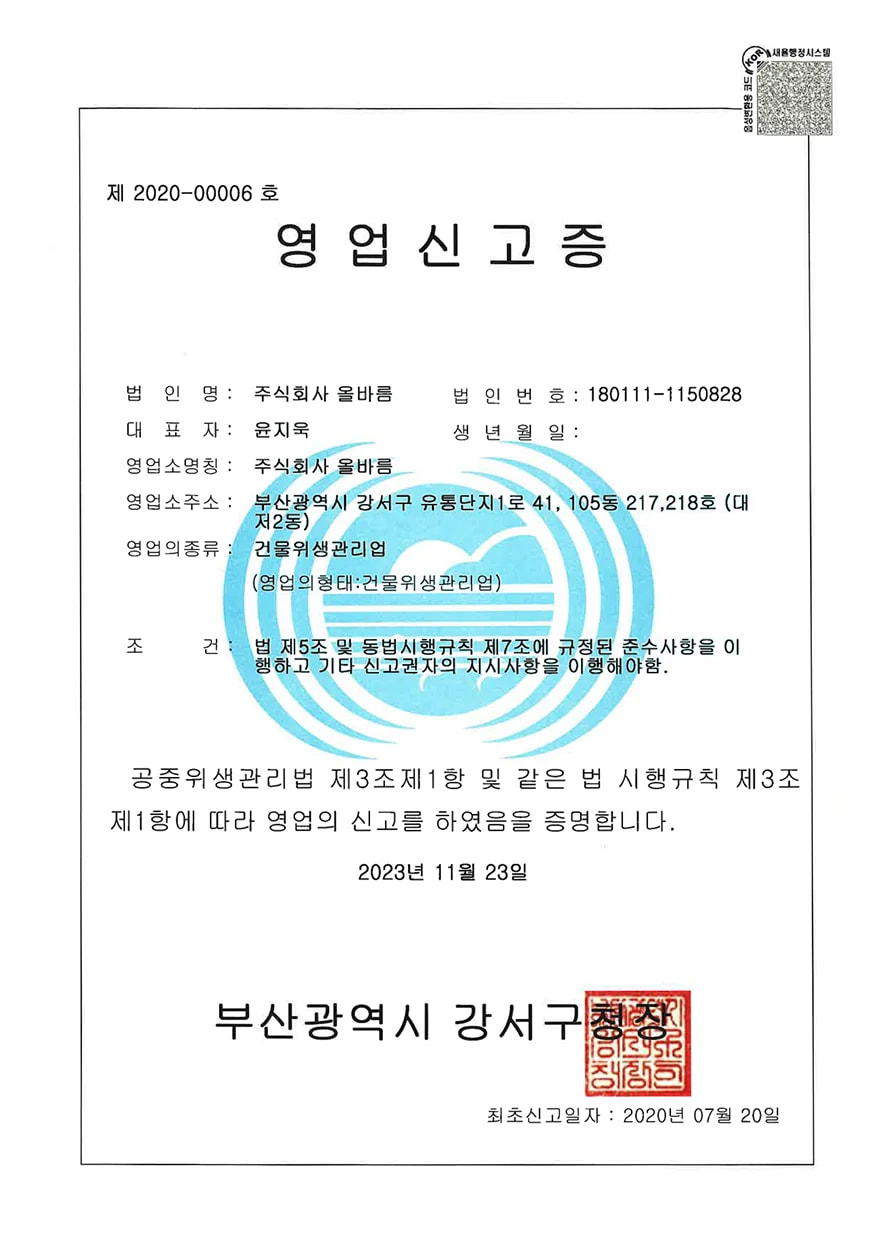 KOR 새올행정시스템
음성변환용 코드
제 2020-00006 호
영업신고증
법 인 명 : 주식회사 올바름 법 인 번 호 : 180111-1150828
대 표 자 : 윤지욱 생 년 월 일 :
영업소명칭 : 주식회사 올바름
영업소주소 : 부산광역시 강서구 유통단지1로 41, 105동 217,218호 (대
저2동)
영업의종류 : 건물위생관리업
(영업의형태:건물위생관리업)
조 건 : 법 제5조 및 동법시행규칙 제7조에 규정된 준수사항을 이
행하고 기타 신고권자의 지시사항을 이행해야함.
공중위생관리법 제3조제1항 및 같은 법 시행규칙 제3조
제1항에 따라 영업의 신고를 하였음을 증명합니다.
2023년 11월 23일
부산광역시 강서구청장
최초신고일자 : 2020년 07월 20일